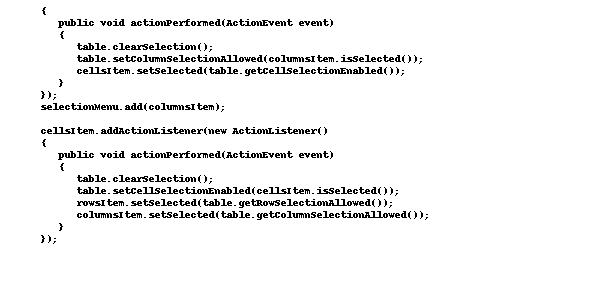 {
public void actionPerformed(ActionEvent event)
{
table.clearSelection();
table.setColumnSelectionAllowed(columnsItem.isSelected());
cellsItem.setSelected(table.getCellSelectionEnabled());
}
});
selectionMenu.add(columnsItem);
cellsItem.addActionListener(new ActionListener()
{
public void actionPerformed(ActionEvent event)
{
table.clearSelection();
table.setCellSelectionEnabled(cellsItem.isSelected());
rowsItem.setSelected(table.getRowSelectionAllowed());
columnsItem.setSelected(table.getColumnSelectionAllowed());
}
});